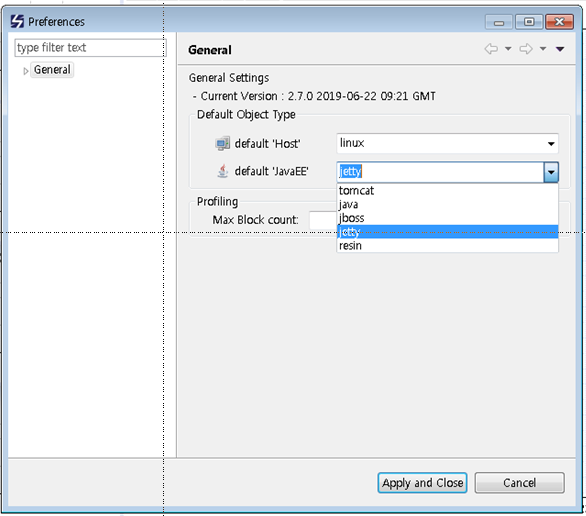 Preferences
type filter text
General
General
General Settings
- Current Version : 2.7.0 2019-06-22 09:21 GMT
Default Object Type
default 'Host'
linux
default 'JavaEE'
jetty
tomcat
java
jboss
jetty
resin
Profiling
Max Block count:
Apply and Close
Cancel